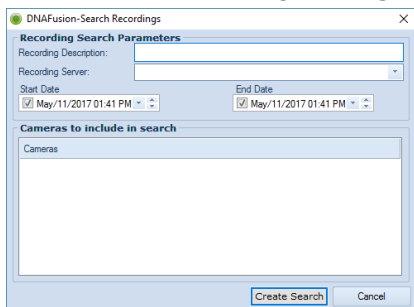 DNAFusion-Search Recordings
Recording Search Parameters
Recording Description:
Recording Server:
Start Date End Date
May/11/2017 01:41 PM May/11/2017 01:41 PM
Cameras to include in search
Cameras
Create Search Cancel